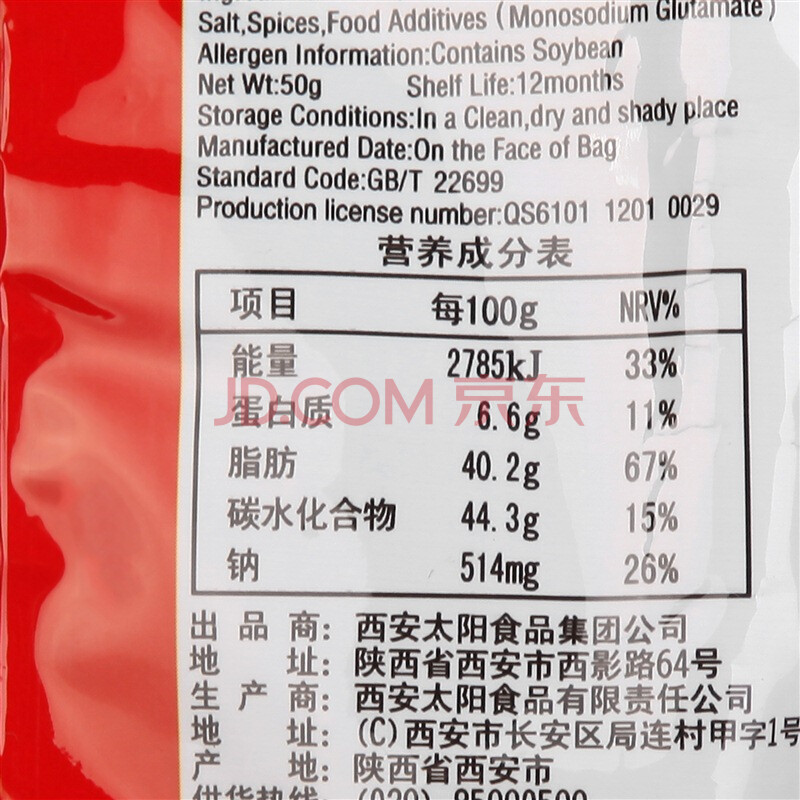 Salt,Spices,Food Additives (Monosodium Glutamate)
Allergen Information:Contains Soybean
Net Wt:50g Shelf Life:12months
Storage Conditions:In a Clean,dry and shady place
Manufactured Date:On the Face of Bag
Standard Code:GB/T 22699
Production license number:QS6101 1201 0029
营养成分表
项目 每100g NRV%
能量 2785kJ 33%
JD.COM 京东
蛋白质 6.6g 11%
脂肪 40.2g 67%
碳水化合物 44.3g 15%
钠 514mg 26%
出品商: 西安太阳食品集团公司
地址: 陕西省西安市西影路64号
生产商: 西安太阳食品有限责任公司
地址: (C)西安市长安区局连村甲字1号
产地: 陕西省西安市
供货热线: